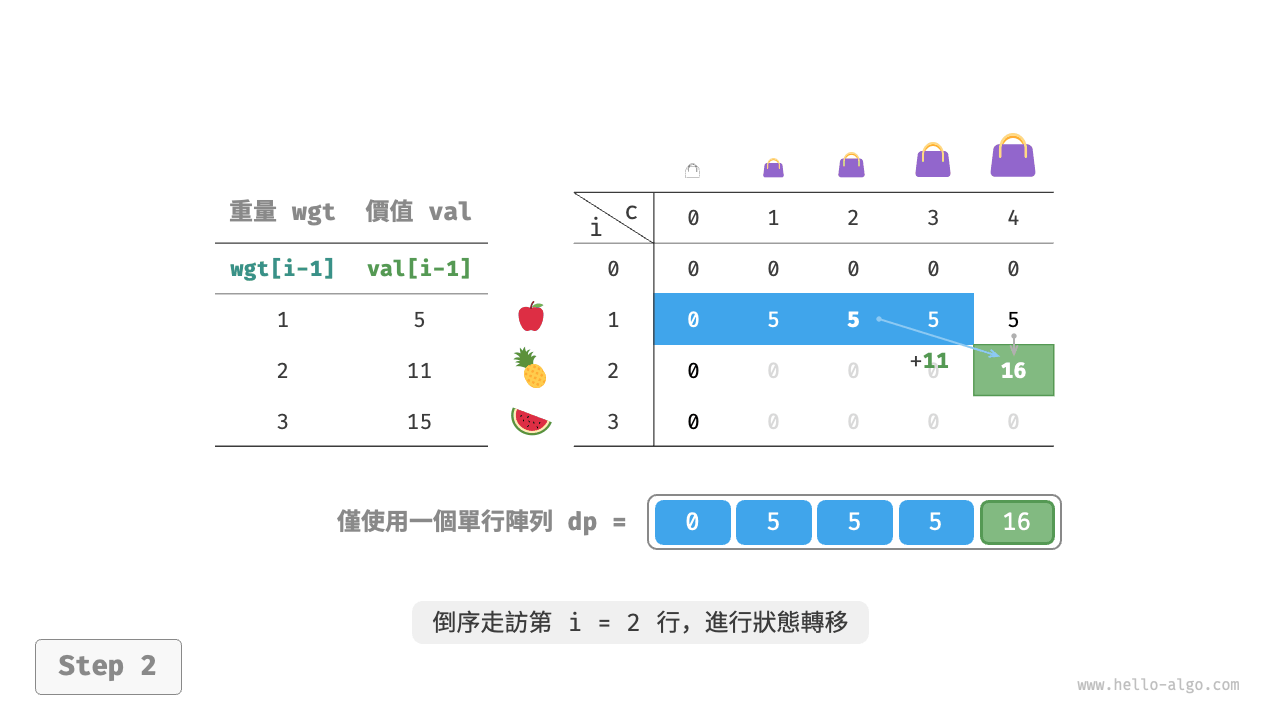 重量 wgt 價值 val
wgt[i-1] val[i-1]
1 5
2 11
3 15
i c 0 1 2 3 4
0 0 0 0 0 0
1 0 5 5 5 5
+11
2 0 0 0 0 16
3 0 0 0 0 0
僅使用一個單行陣列 dp = 0 5 5 5 16
倒序走訪第 i = 2 行，進行狀態轉移
Step 2
www.hello-algo.com